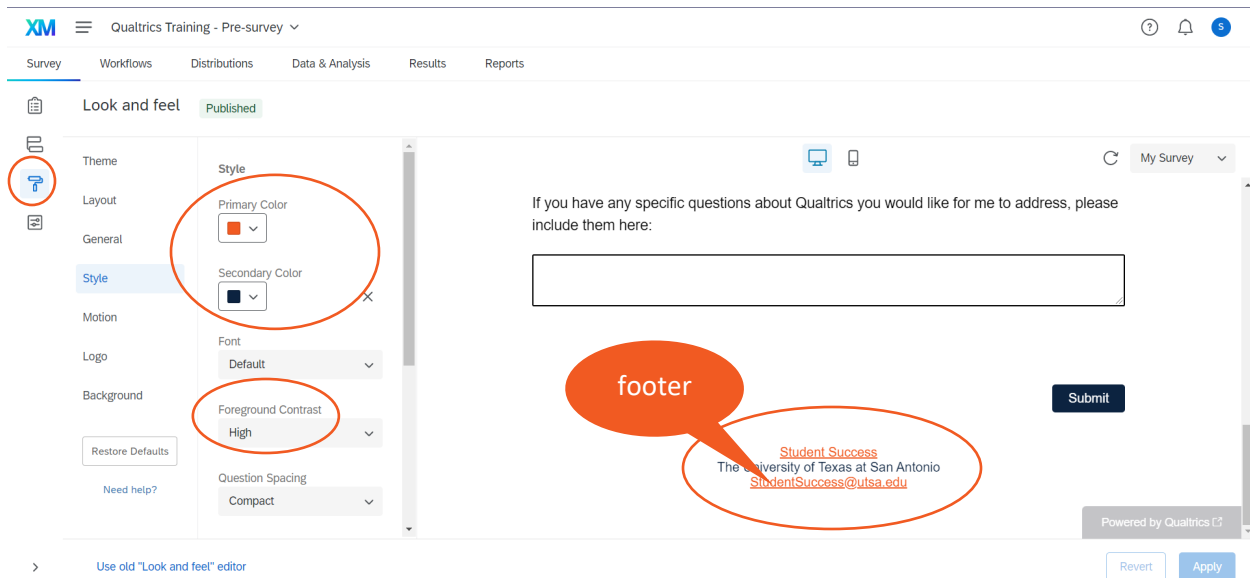 XM
Qualtrics Training - Pre-survey
?
S
Survey
Workflows
Distributions
Data & Analysis
Results
Reports
Look and feel
Published
Theme
Layout
General
Style
Motion
Logo
Background
Restore Defaults
Need help?
Style
Primary Color
Secondary Color
Font
Default
Foreground Contrast
High
Question Spacing
Compact
My Survey
If you have any specific questions about Qualtrics you would like for me to address, please
include them here:
Submit
footer
Student Success
The University of Texas at San Antonio
StudentSuccess@utsa.edu
Powered by Qualtrics
Use old "Look and feel" editor
Revert
Apply